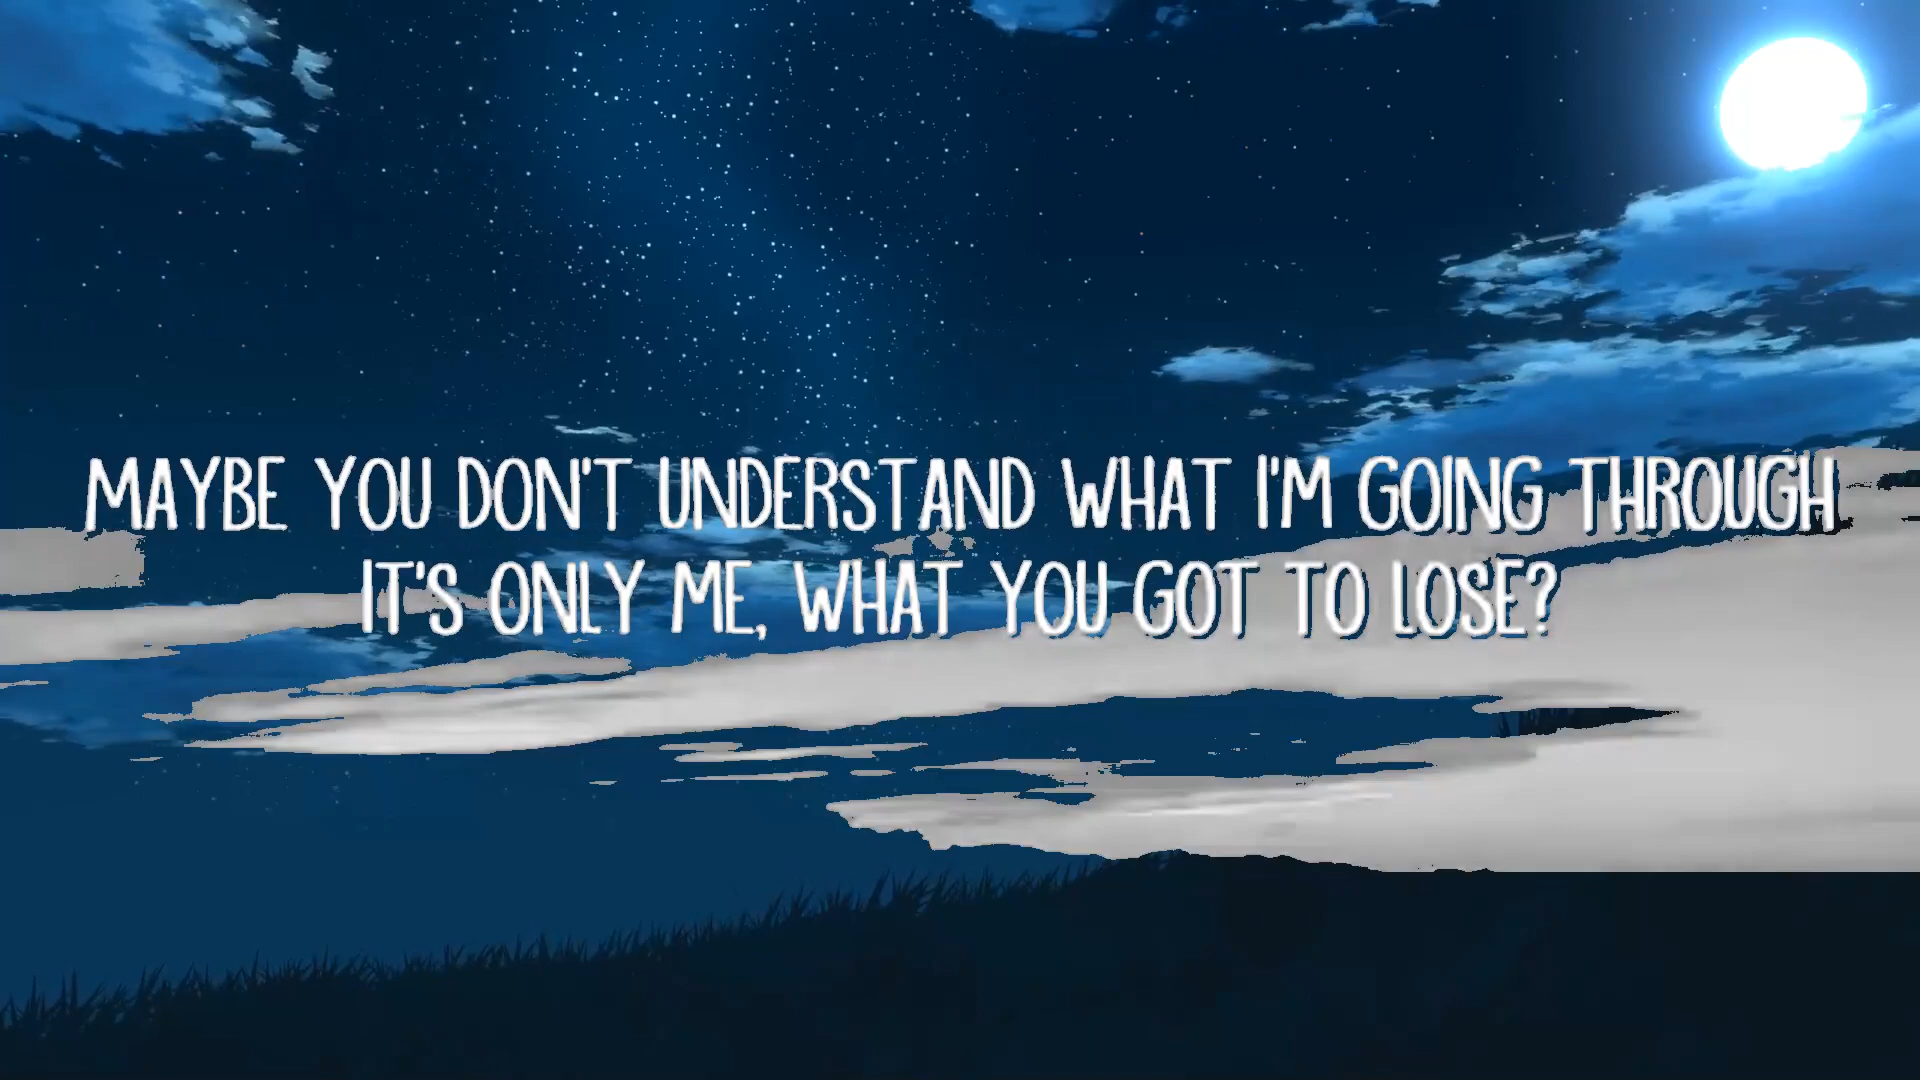 MAYBE YOU DON'T UNDERSTAND WHAT I'M GOING THROUGH
IT'S ONLY ME, WHAT YOU GOT TO LOSE?